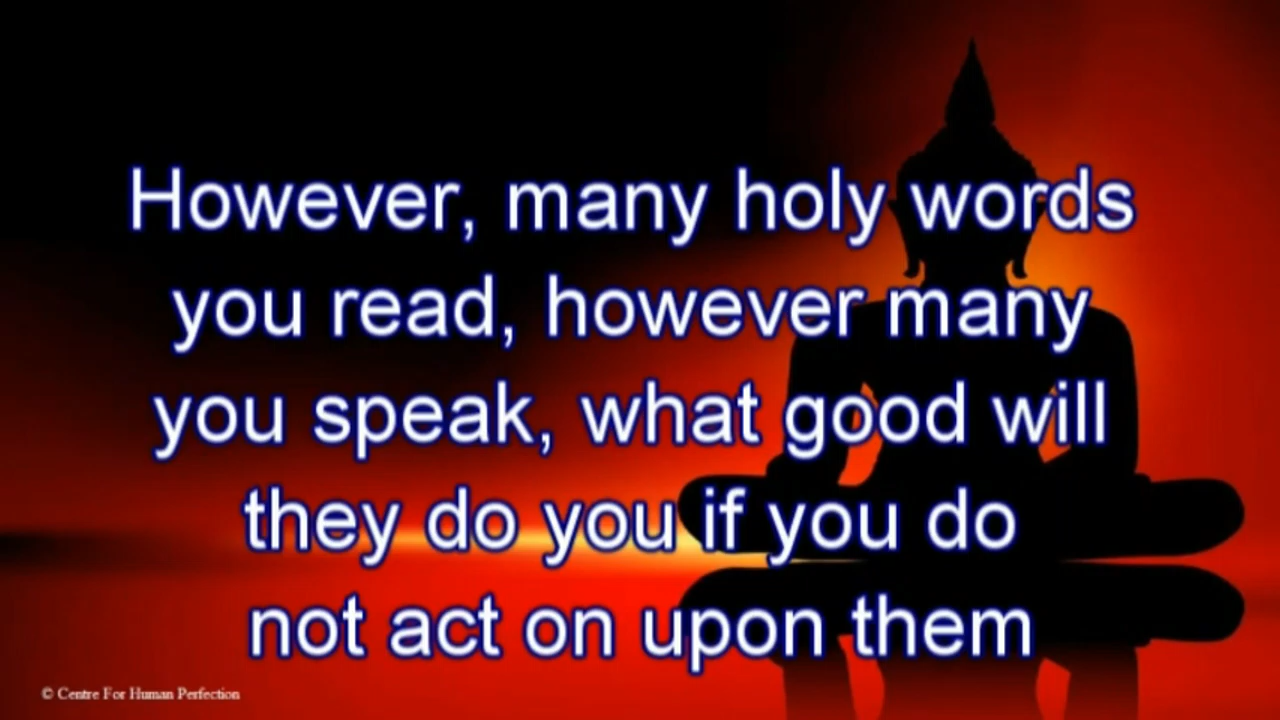 However, many holy words
you read, however many
you speak, what good will
they do you if you do
not act on upon them
© Centre For Human Perfection